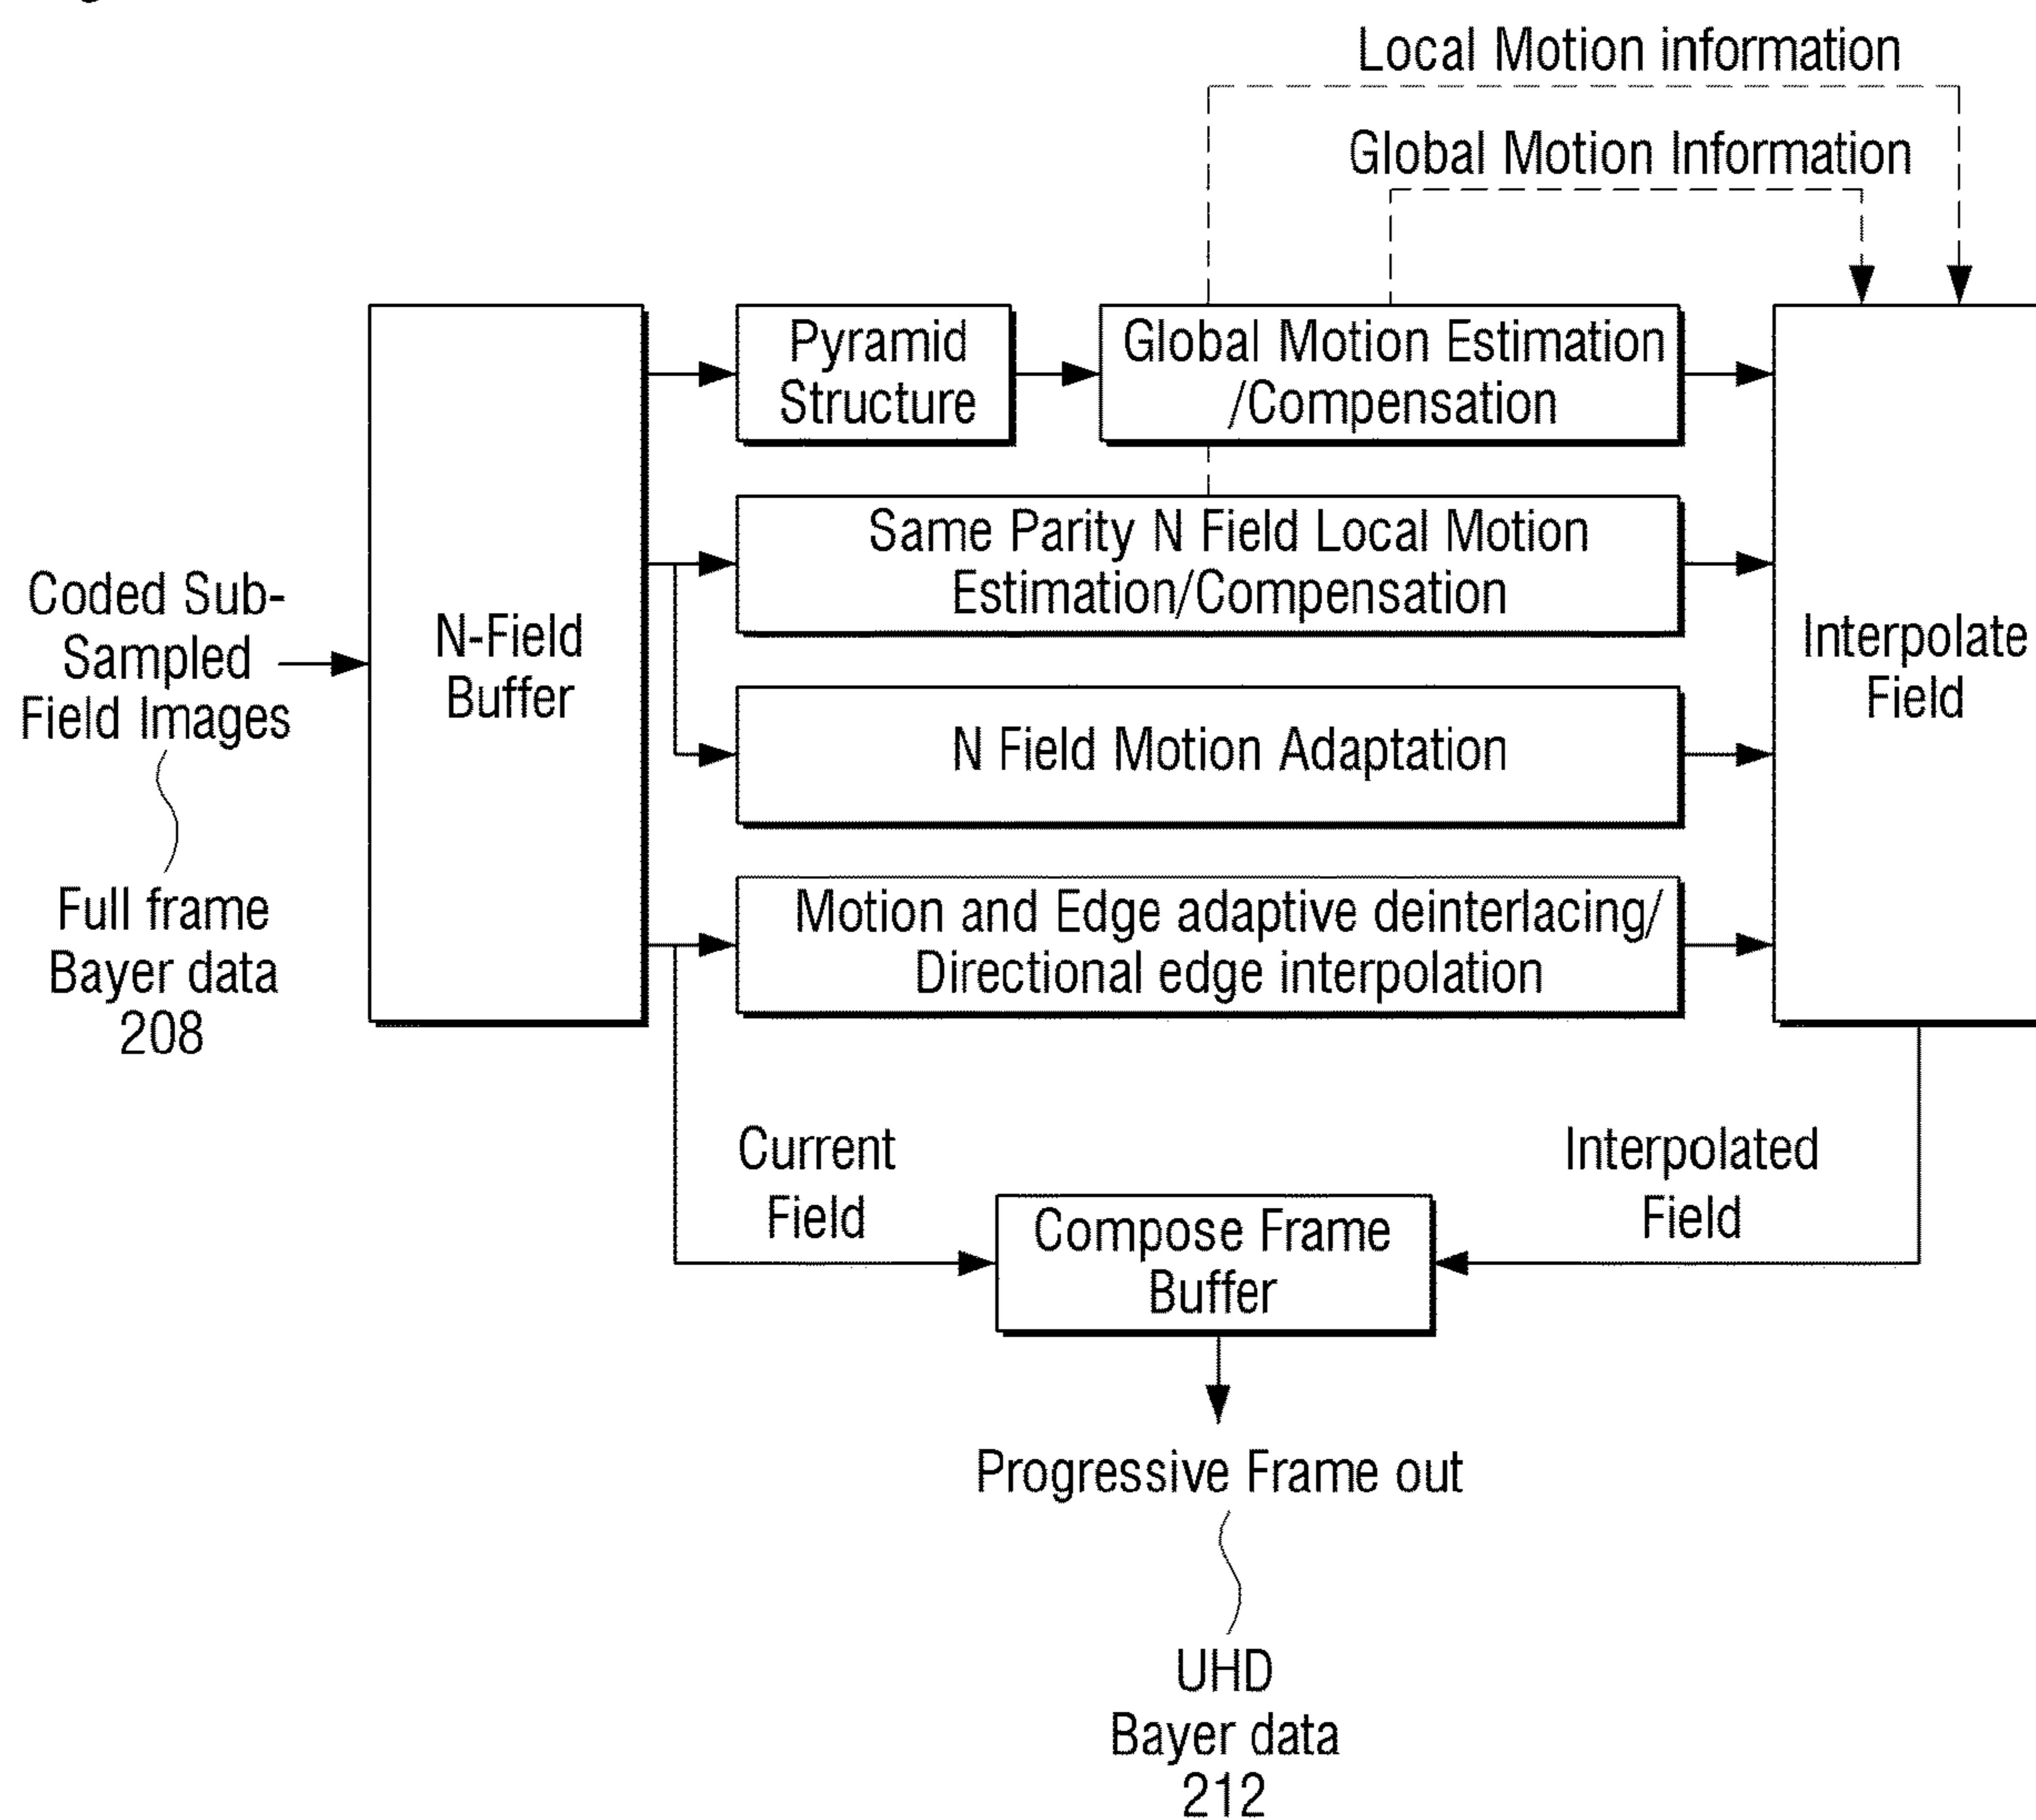 Local Motion information
Global Motion Information
Pyramid
Structure
Global Motion Estimation
/Compensation
Same Parity N Field Local Motion
Estimation/Compensation
Coded Sub-
Sampled
Field Images
N-Field
Buffer
Interpolate
Field
N Field Motion Adaptation
Full frame
Bayer data
208
Motion and Edge adaptive deinterlacing/
Directional edge interpolation
Current
Field
Interpolated
Field
Compose Frame
Buffer
Progressive Frame out
UHD
Bayer data
212